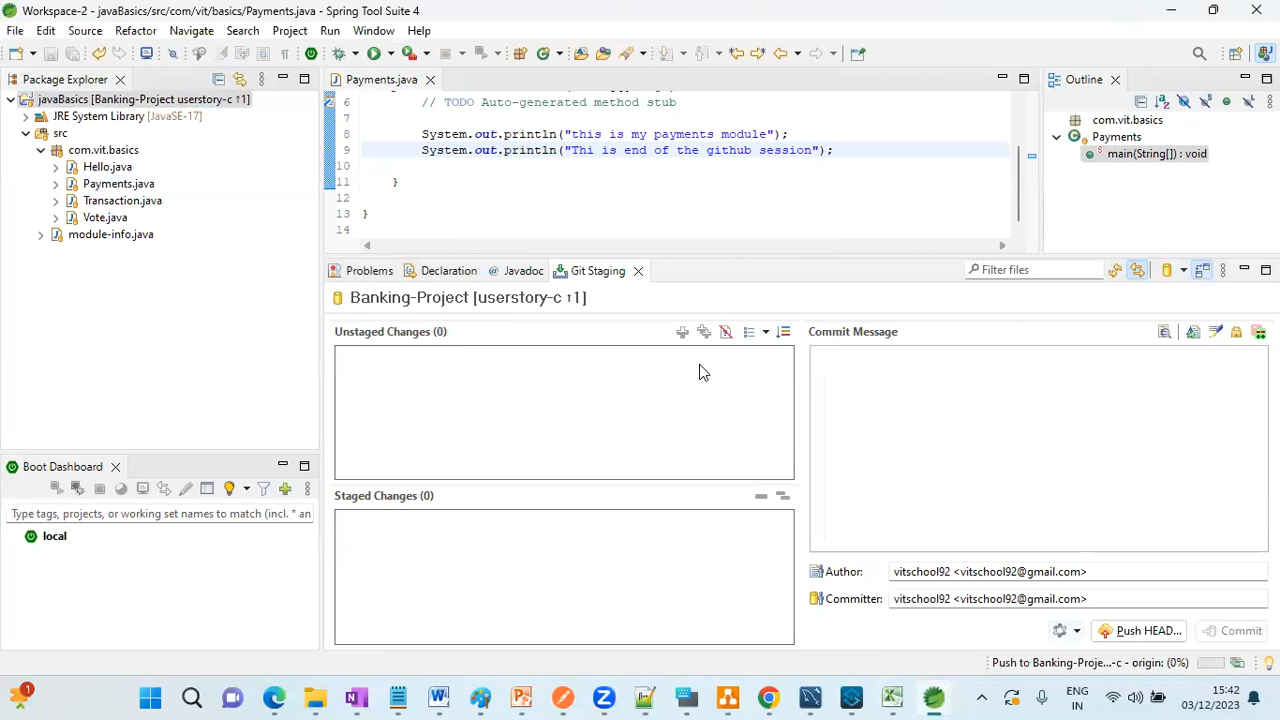 Workspace-2 - javaBasics/src/com/vit/basics/Payments.java - Spring Tool Suite 4
File Edit Source Refactor Navigate Search Project Run Window Help
Package Explorer
javaBasics [Banking-Project userstory-c ↑1]
JRE System Library [JavaSE-17]
src
com.vit.basics
Hello.java
Payments.java
Transaction.java
Vote.java
module-info.java
Payments.java
6 // TODO Auto-generated method stub
7
8 System.out.println("this is my payments module");
9 System.out.println("Thi is end of the github session");
10
11 }
12
13 }
14
Outline
com.vit.basics
Payments
main(String[]) : void
Problems Declaration Javadoc Git Staging
Filter files
Banking-Project [userstory-c ↑1]
Unstaged Changes (0)
Commit Message
Staged Changes (0)
Author: vitschool92 <vitschool92@gmail.com>
Committer: vitschool92 <vitschool92@gmail.com>
Push HEAD... Commit
Boot Dashboard
Type tags, projects, or working set names to match (incl. * an
local
Push to Banking-Proje...-c - origin: (0%)
1
ENG
IN
15:42
03/12/2023